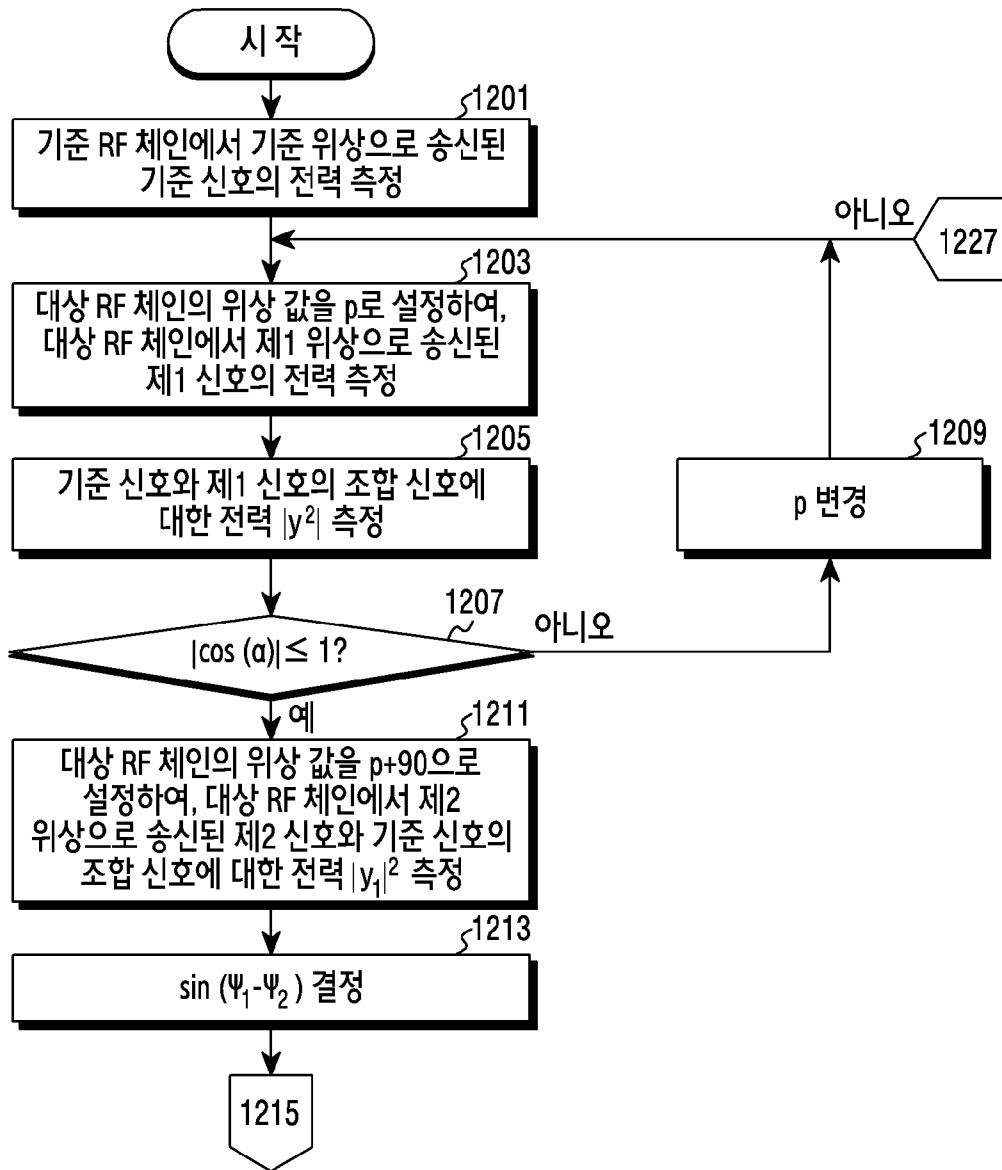 시 작
1201
기준 RF 체인에서 기준 위상으로 송신된
기준 신호의 전력 측정
아니오
1227
1203
대상 RF 체인의 위상 값을 p로 설정하여,
대상 RF 체인에서 제1 위상으로 송신된
제1 신호의 전력 측정
1205
기준 신호와 제1 신호의 조합 신호에
대한 전력 |y²| 측정
1209
p 변경
1207
|cos (α)| ≤ 1?
아니오
예
1211
대상 RF 체인의 위상 값을 p+90으로
설정하여, 대상 RF 체인에서 제2
위상으로 송신된 제2 신호와 기준 신호의
조합 신호에 대한 전력 |y₁|² 측정
1213
sin (Ψ₁-Ψ₂) 결정
1215